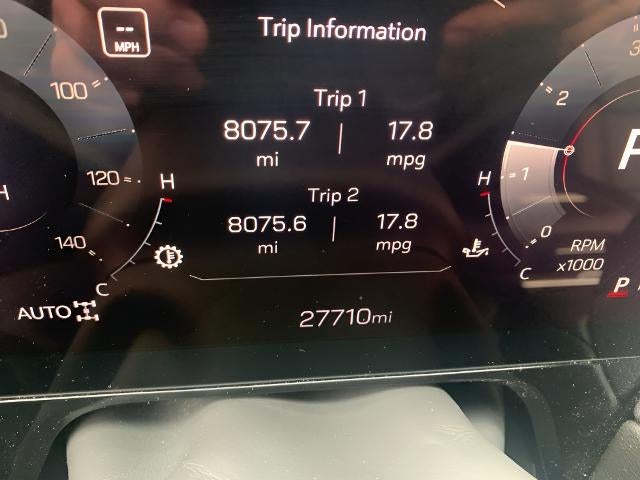 --
MPH
Trip Information
100
120
140
H
C
AUTO
Trip 1
8075.7 | 17.8
mi mpg
Trip 2
8075.6 | 17.8
mi mpg
27710mi
H
C
2
1
0
RPM
x1000
P